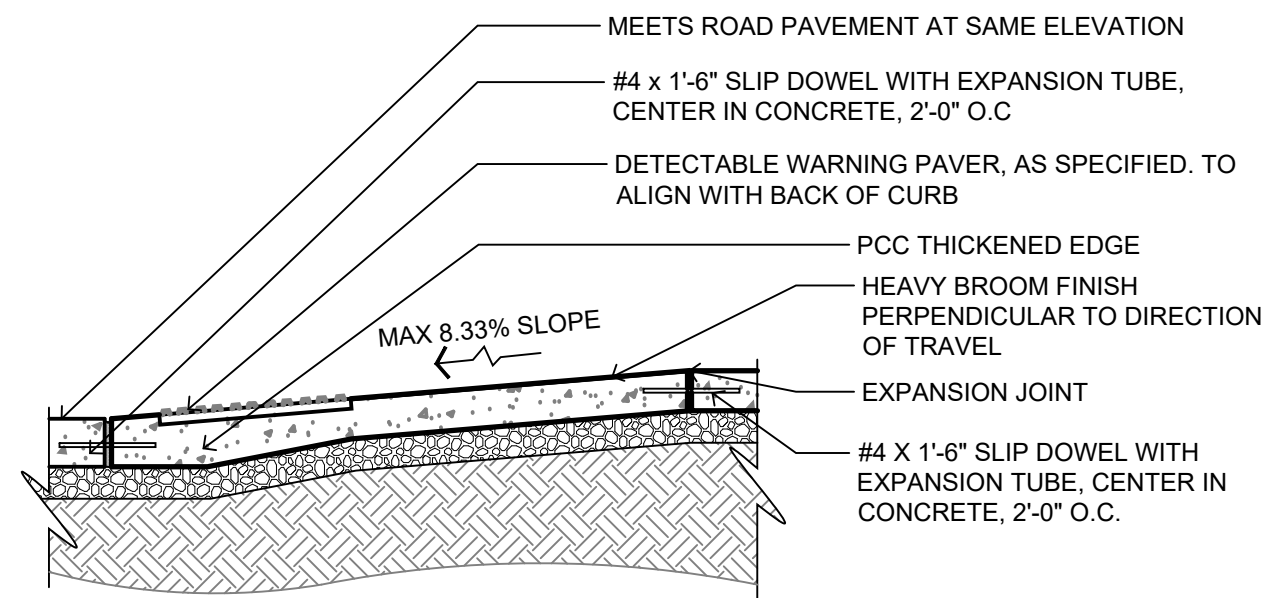 MEETS ROAD PAVEMENT AT SAME ELEVATION
#4 x 1'-6" SLIP DOWEL WITH EXPANSION TUBE,
CENTER IN CONCRETE, 2'-0" O.C
DETECTABLE WARNING PAVER, AS SPECIFIED. TO
ALIGN WITH BACK OF CURB
PCC THICKENED EDGE
HEAVY BROOM FINISH
PERPENDICULAR TO DIRECTION
OF TRAVEL
MAX 8.33% SLOPE
EXPANSION JOINT
#4 X 1'-6" SLIP DOWEL WITH
EXPANSION TUBE, CENTER IN
CONCRETE, 2'-0" O.C.